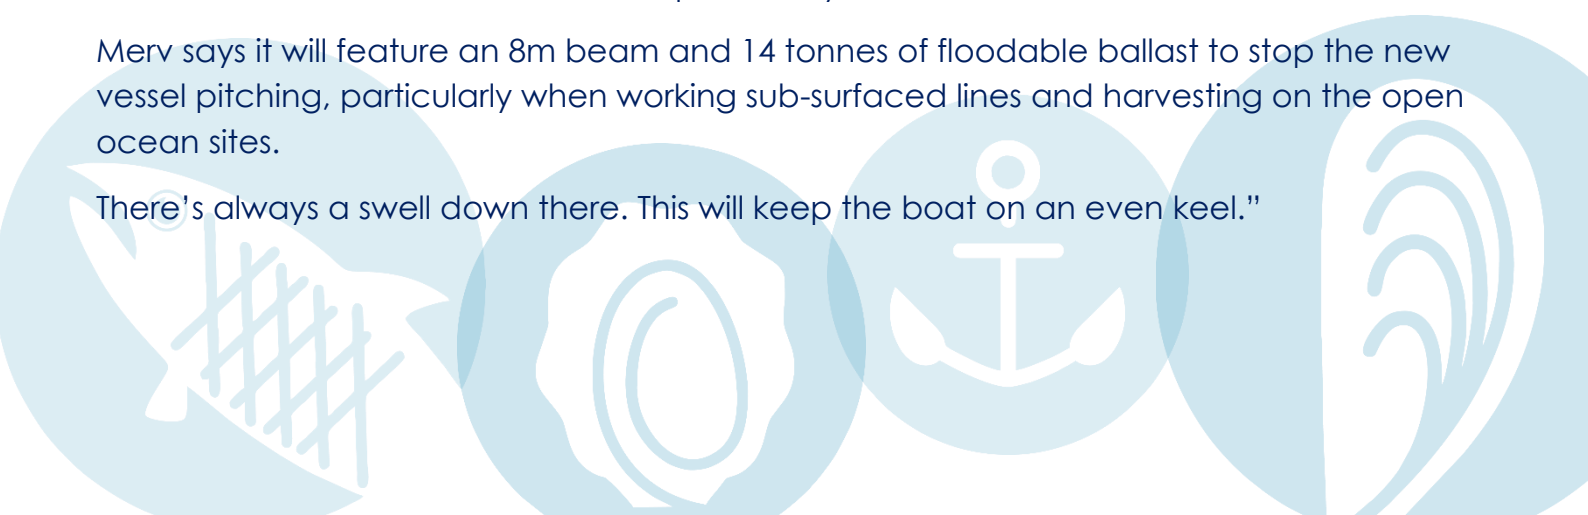 Merv says it will feature an 8m beam and 14 tonnes of floodable ballast to stop the new
vessel pitching, particularly when working sub-surfaced lines and harvesting on the open
ocean sites.
There’s always a swell down there. This will keep the boat on an even keel.”